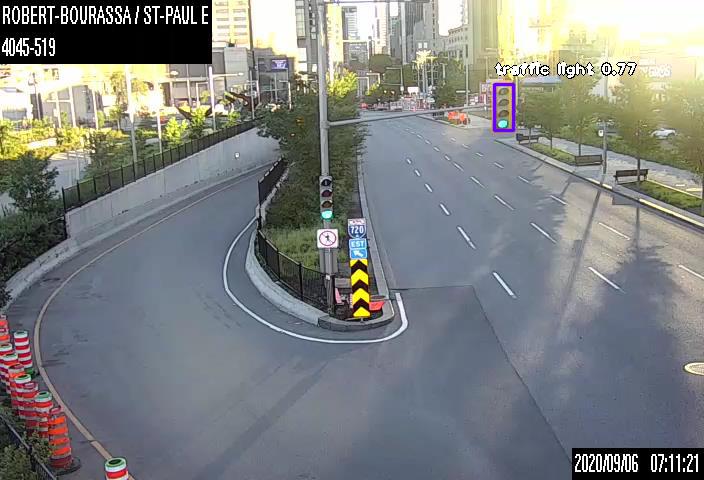 ROBERT-BOURASSA / ST-PAUL E
4045-519
traffic light 0.77
720
EST
2020/09/06 07:11:21